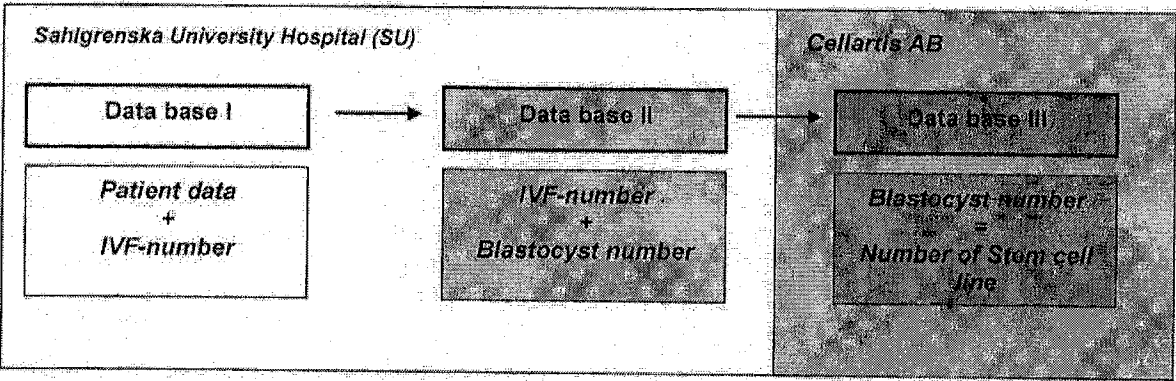 Sahlgrenska University Hospital (SU)
Cellartis AB
Data base I
Data base II
Data base III
Patient data
+
IVF-number
IVF-number
+
Blastocyst number
Blastocyst number
=
Number of Stem cell
line